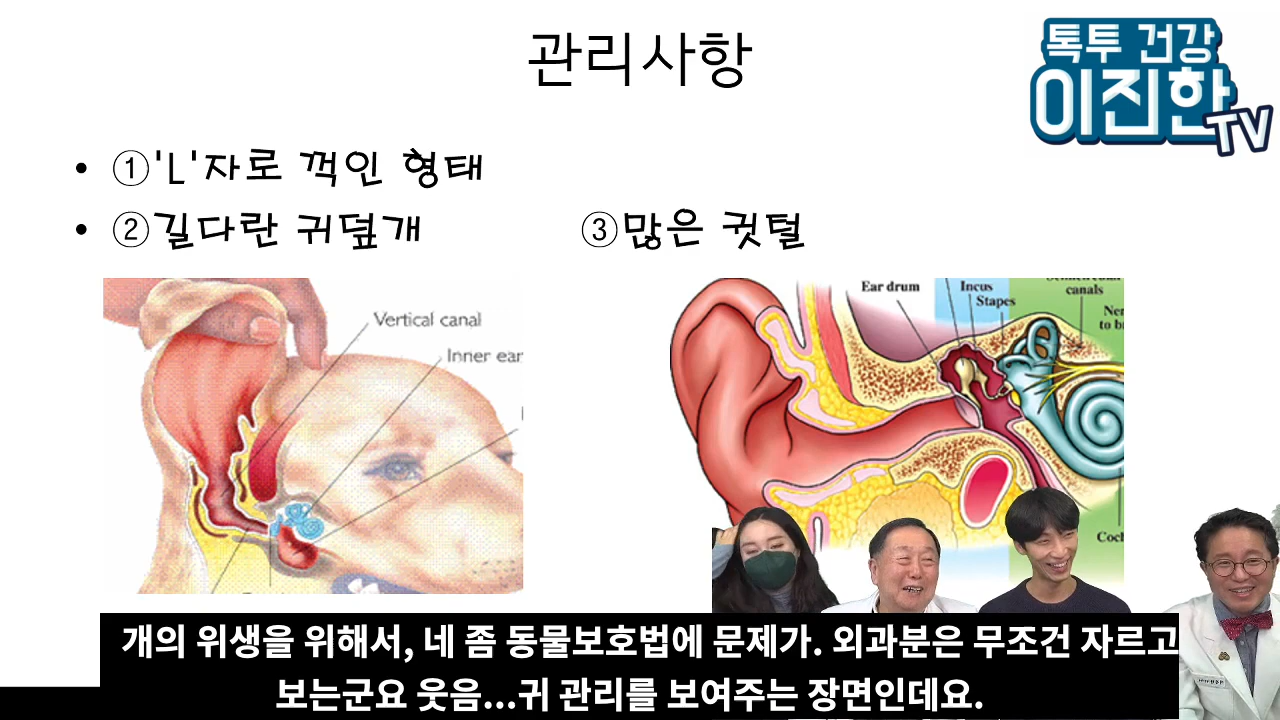 관리사항
톡투 건강
이진한TV
• ①'L'자로 꺽인 형태
• ②길다란 귀덮개 ③많은 귓털
Vertical canal
Inner ear
Ear drum
Incus
Stapes
canals
개의 위생을 위해서, 네 좀 동물보호법에 문제가. 외과분은 무조건 자르고
보는군요 웃음...귀 관리를 보여주는 장면인데요.